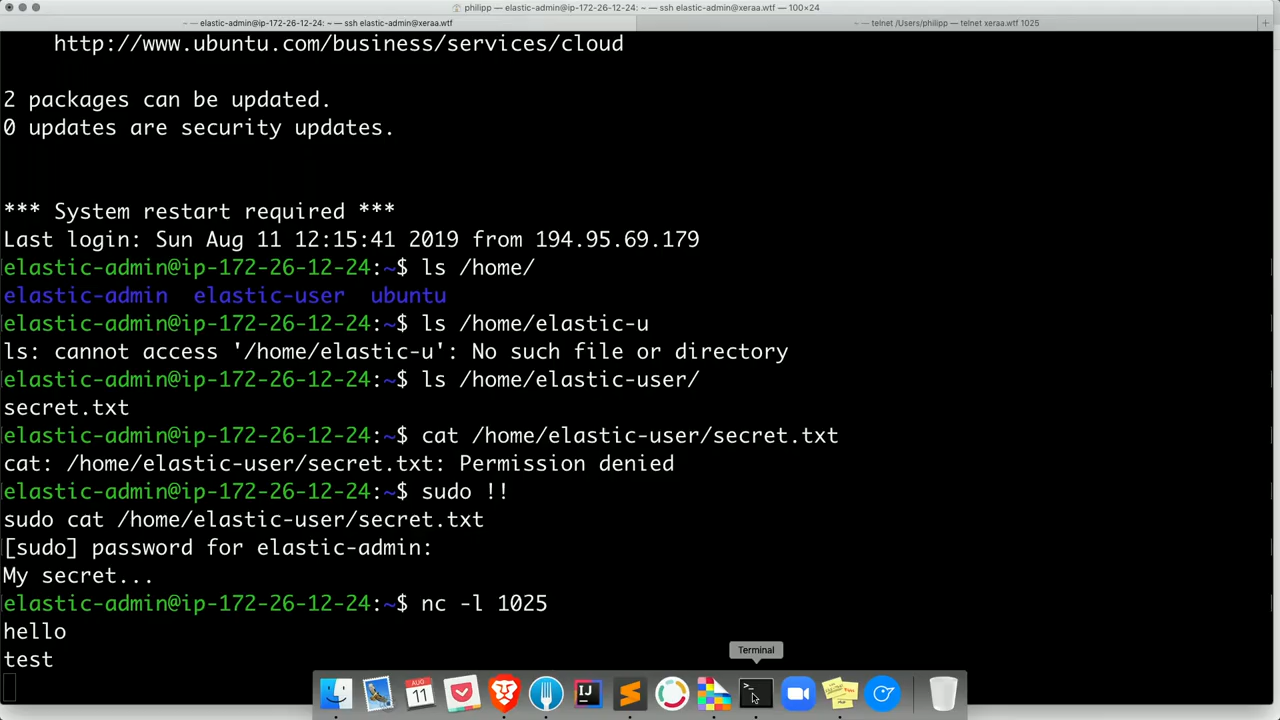 philipp — elastic-admin@ip-172-26-12-24: ~ — ssh elastic-admin@xeraa.wtf — 100×24
~ — elastic-admin@ip-172-26-12-24: ~ — ssh elastic-admin@xeraa.wtf
~ — telnet /Users/philipp — telnet xeraa.wtf 1025
http://www.ubuntu.com/business/services/cloud
2 packages can be updated.
0 updates are security updates.
*** System restart required ***
Last login: Sun Aug 11 12:15:41 2019 from 194.95.69.179
elastic-admin@ip-172-26-12-24:~$ ls /home/
elastic-admin  elastic-user  ubuntu
elastic-admin@ip-172-26-12-24:~$ ls /home/elastic-u
ls: cannot access '/home/elastic-u': No such file or directory
elastic-admin@ip-172-26-12-24:~$ ls /home/elastic-user/
secret.txt
elastic-admin@ip-172-26-12-24:~$ cat /home/elastic-user/secret.txt
cat: /home/elastic-user/secret.txt: Permission denied
elastic-admin@ip-172-26-12-24:~$ sudo !!
sudo cat /home/elastic-user/secret.txt
[sudo] password for elastic-admin:
My secret...
elastic-admin@ip-172-26-12-24:~$ nc -l 1025
hello
test
Terminal
AUG
11
IJ